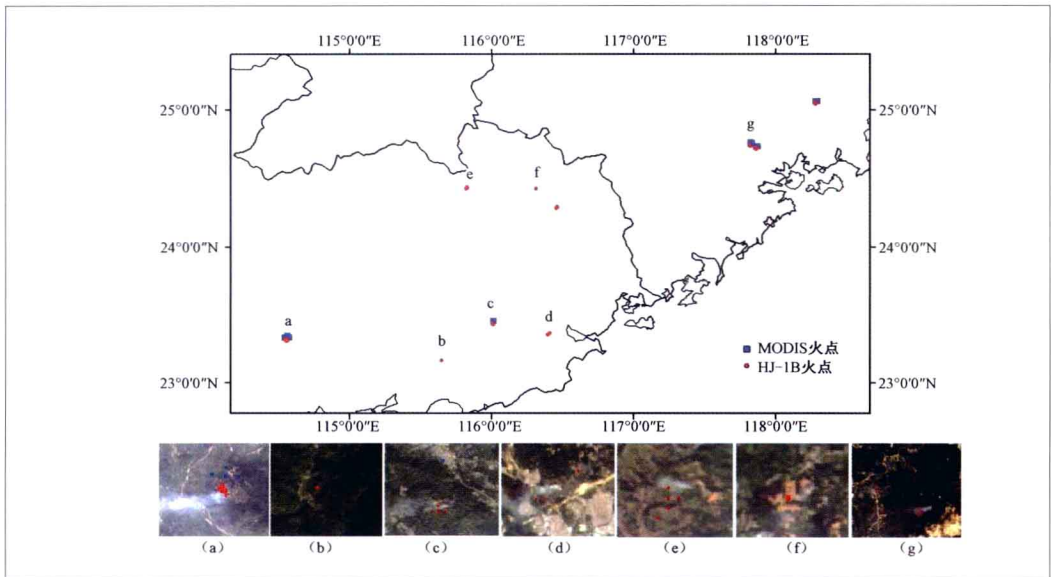 115°0′0″E 116°0′0″E 117°0′0″E 118°0′0″E
25°0′0″N 25°0′0″N
g
e f
24°0′0″N 24°0′0″N
c
a d
b
MODIS火点
HJ-1B火点
23°0′0″N 23°0′0″N
115°0′0″E 116°0′0″E 117°0′0″E 118°0′0″E
(a) (b) (c) (d) (e) (f) (g)